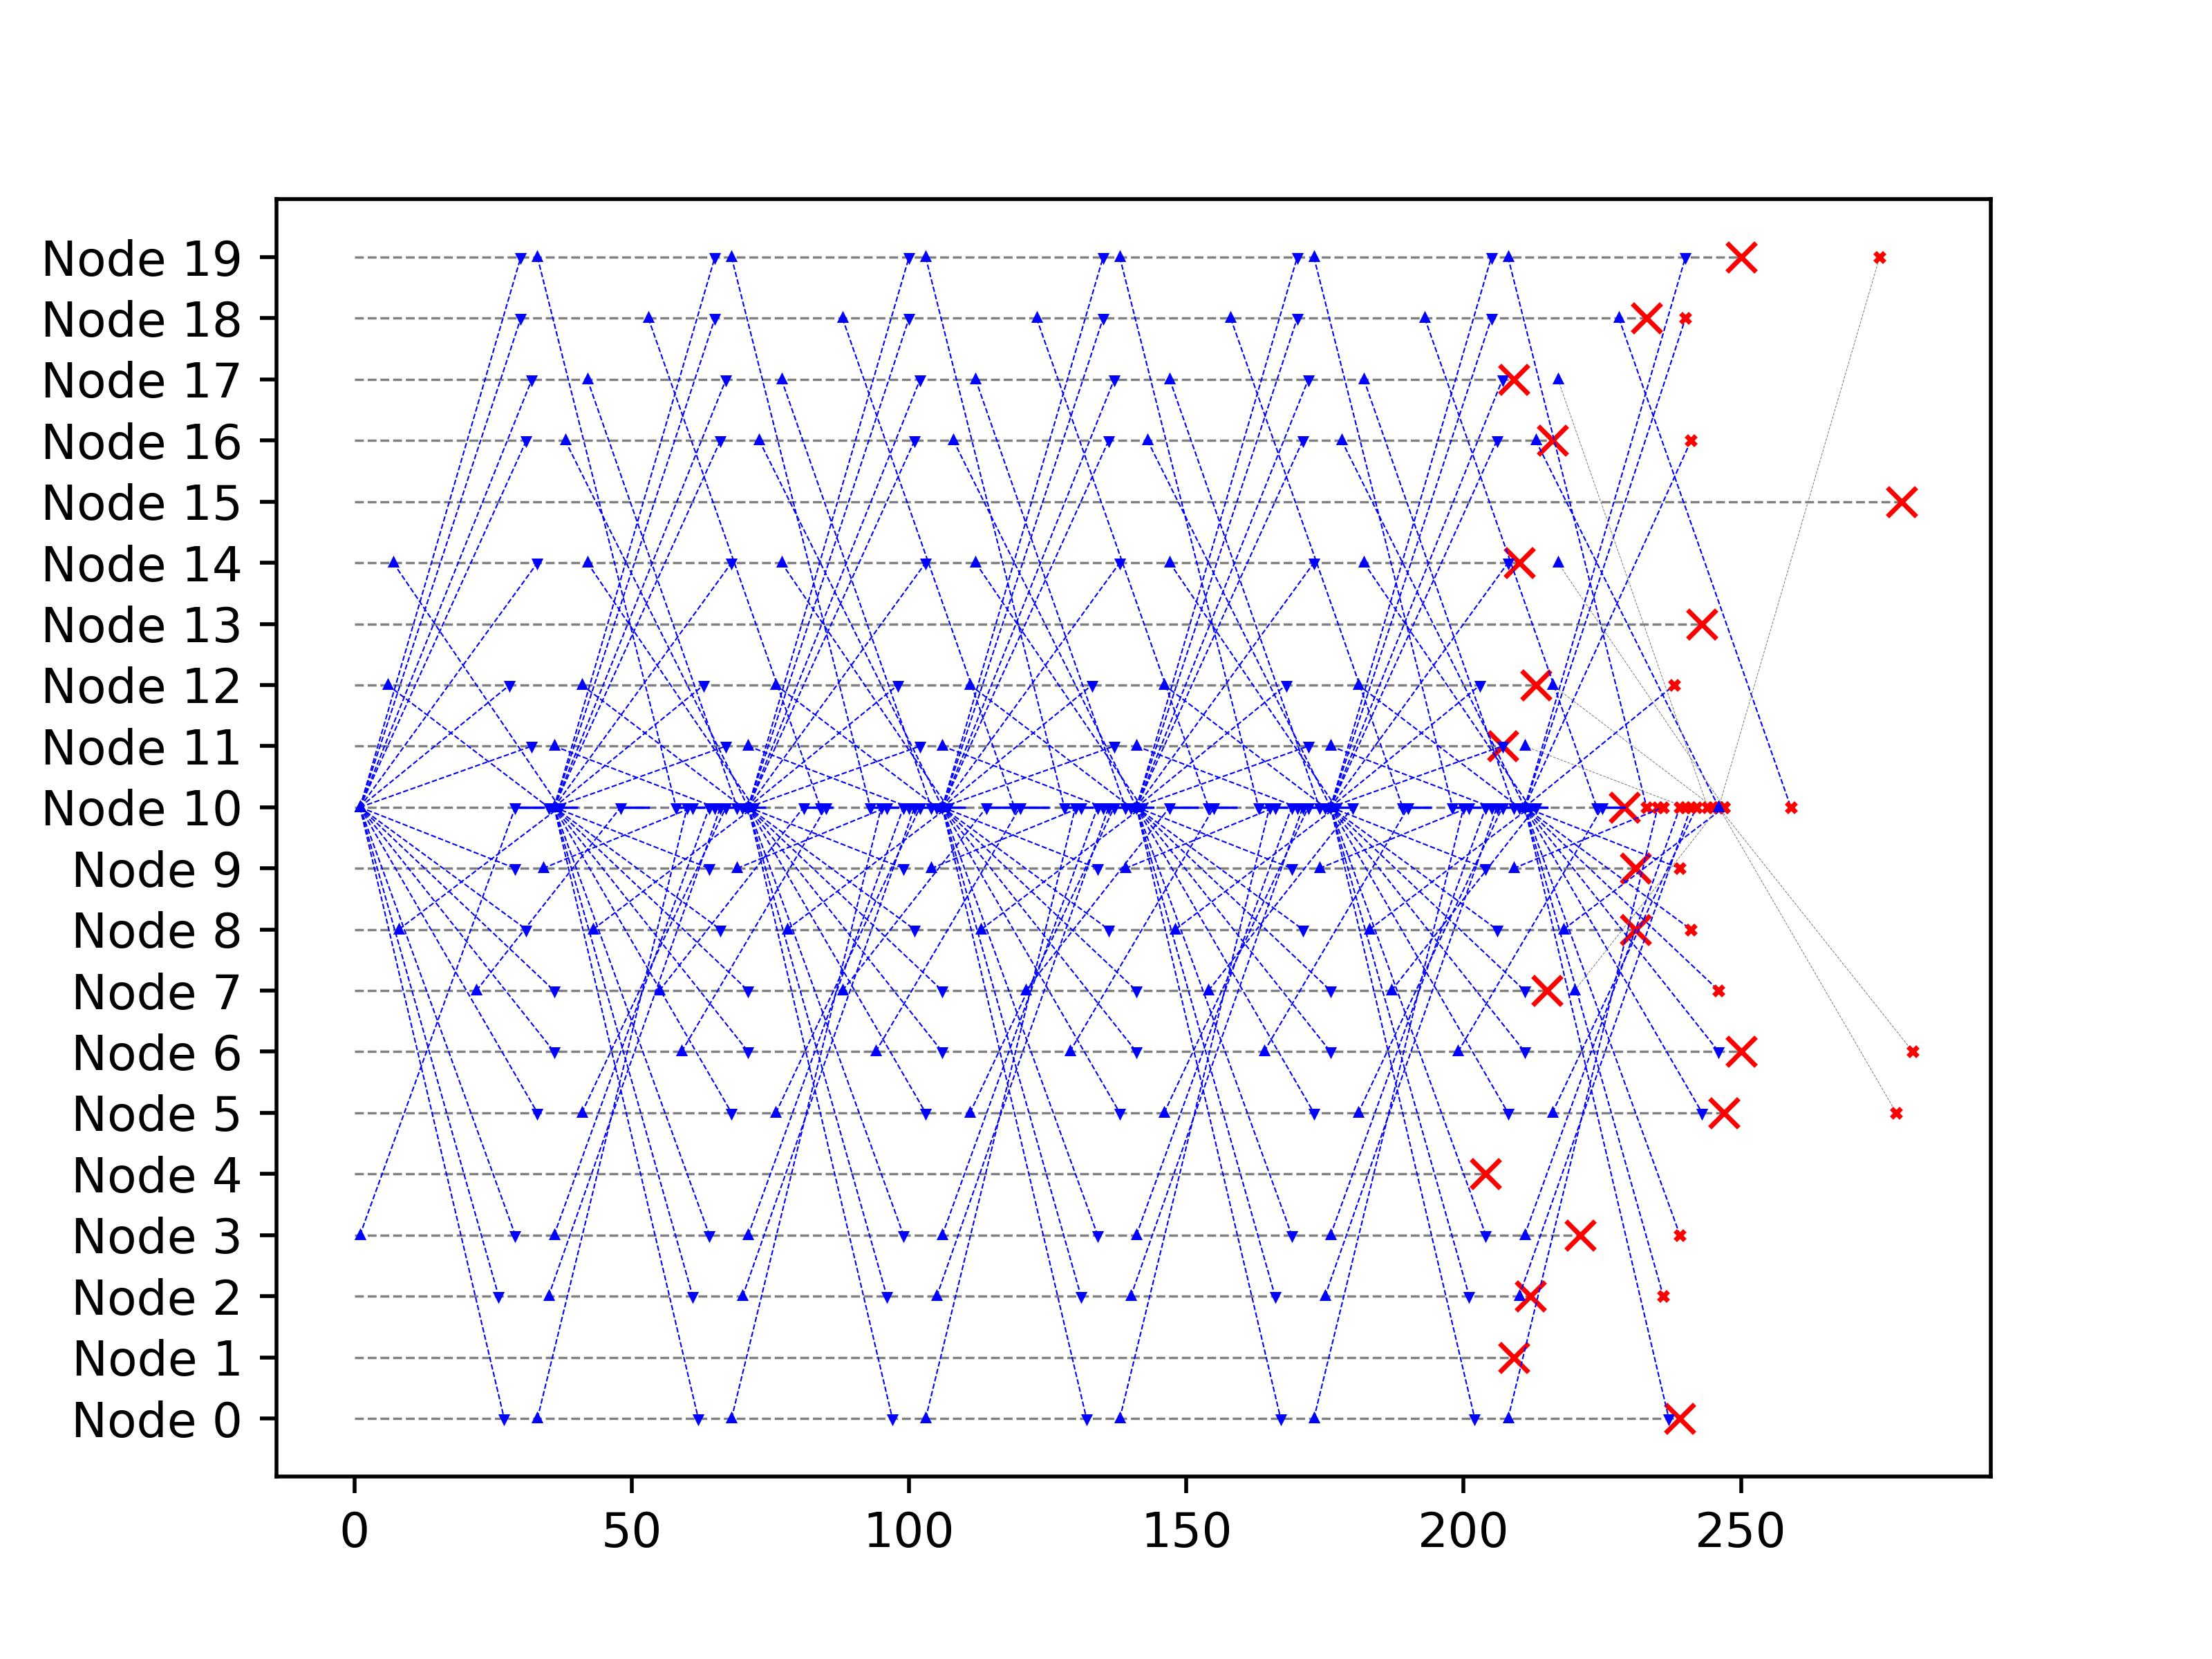 Node 19
Node 18
Node 17
Node 16
Node 15
Node 14
Node 13
Node 12
Node 11
Node 10
Node 9
Node 8
Node 7
Node 6
Node 5
Node 4
Node 3
Node 2
Node 1
Node 0
0 50 100 150 200 250